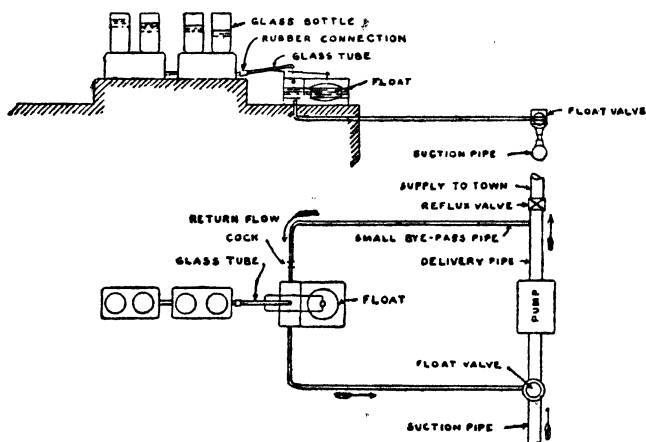 GLASS BOTTLE &
RUBBER CONNECTION
GLASS TUBE
FLOAT
FLOAT VALVE
SUCTION PIPE
SUPPLY TO TOWN
REFLUX VALVE
RETURN FLOW
COCK
SMALL BYE-PASS PIPE
GLASS TUBE
DELIVERY PIPE
FLOAT
PUMP
FLOAT VALVE
SUCTION PIPE